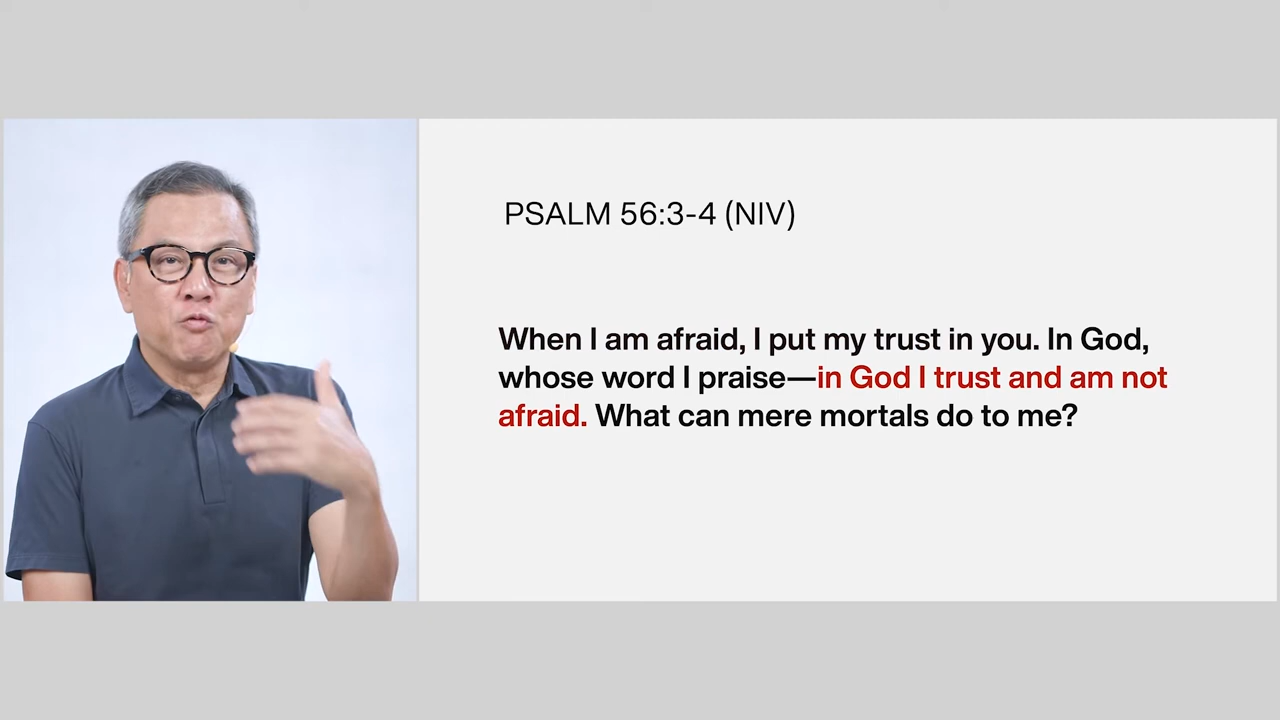 PSALM 56:3-4 (NIV)
When I am afraid, I put my trust in you. In God,
whose word I praise—in God I trust and am not
afraid. What can mere mortals do to me?